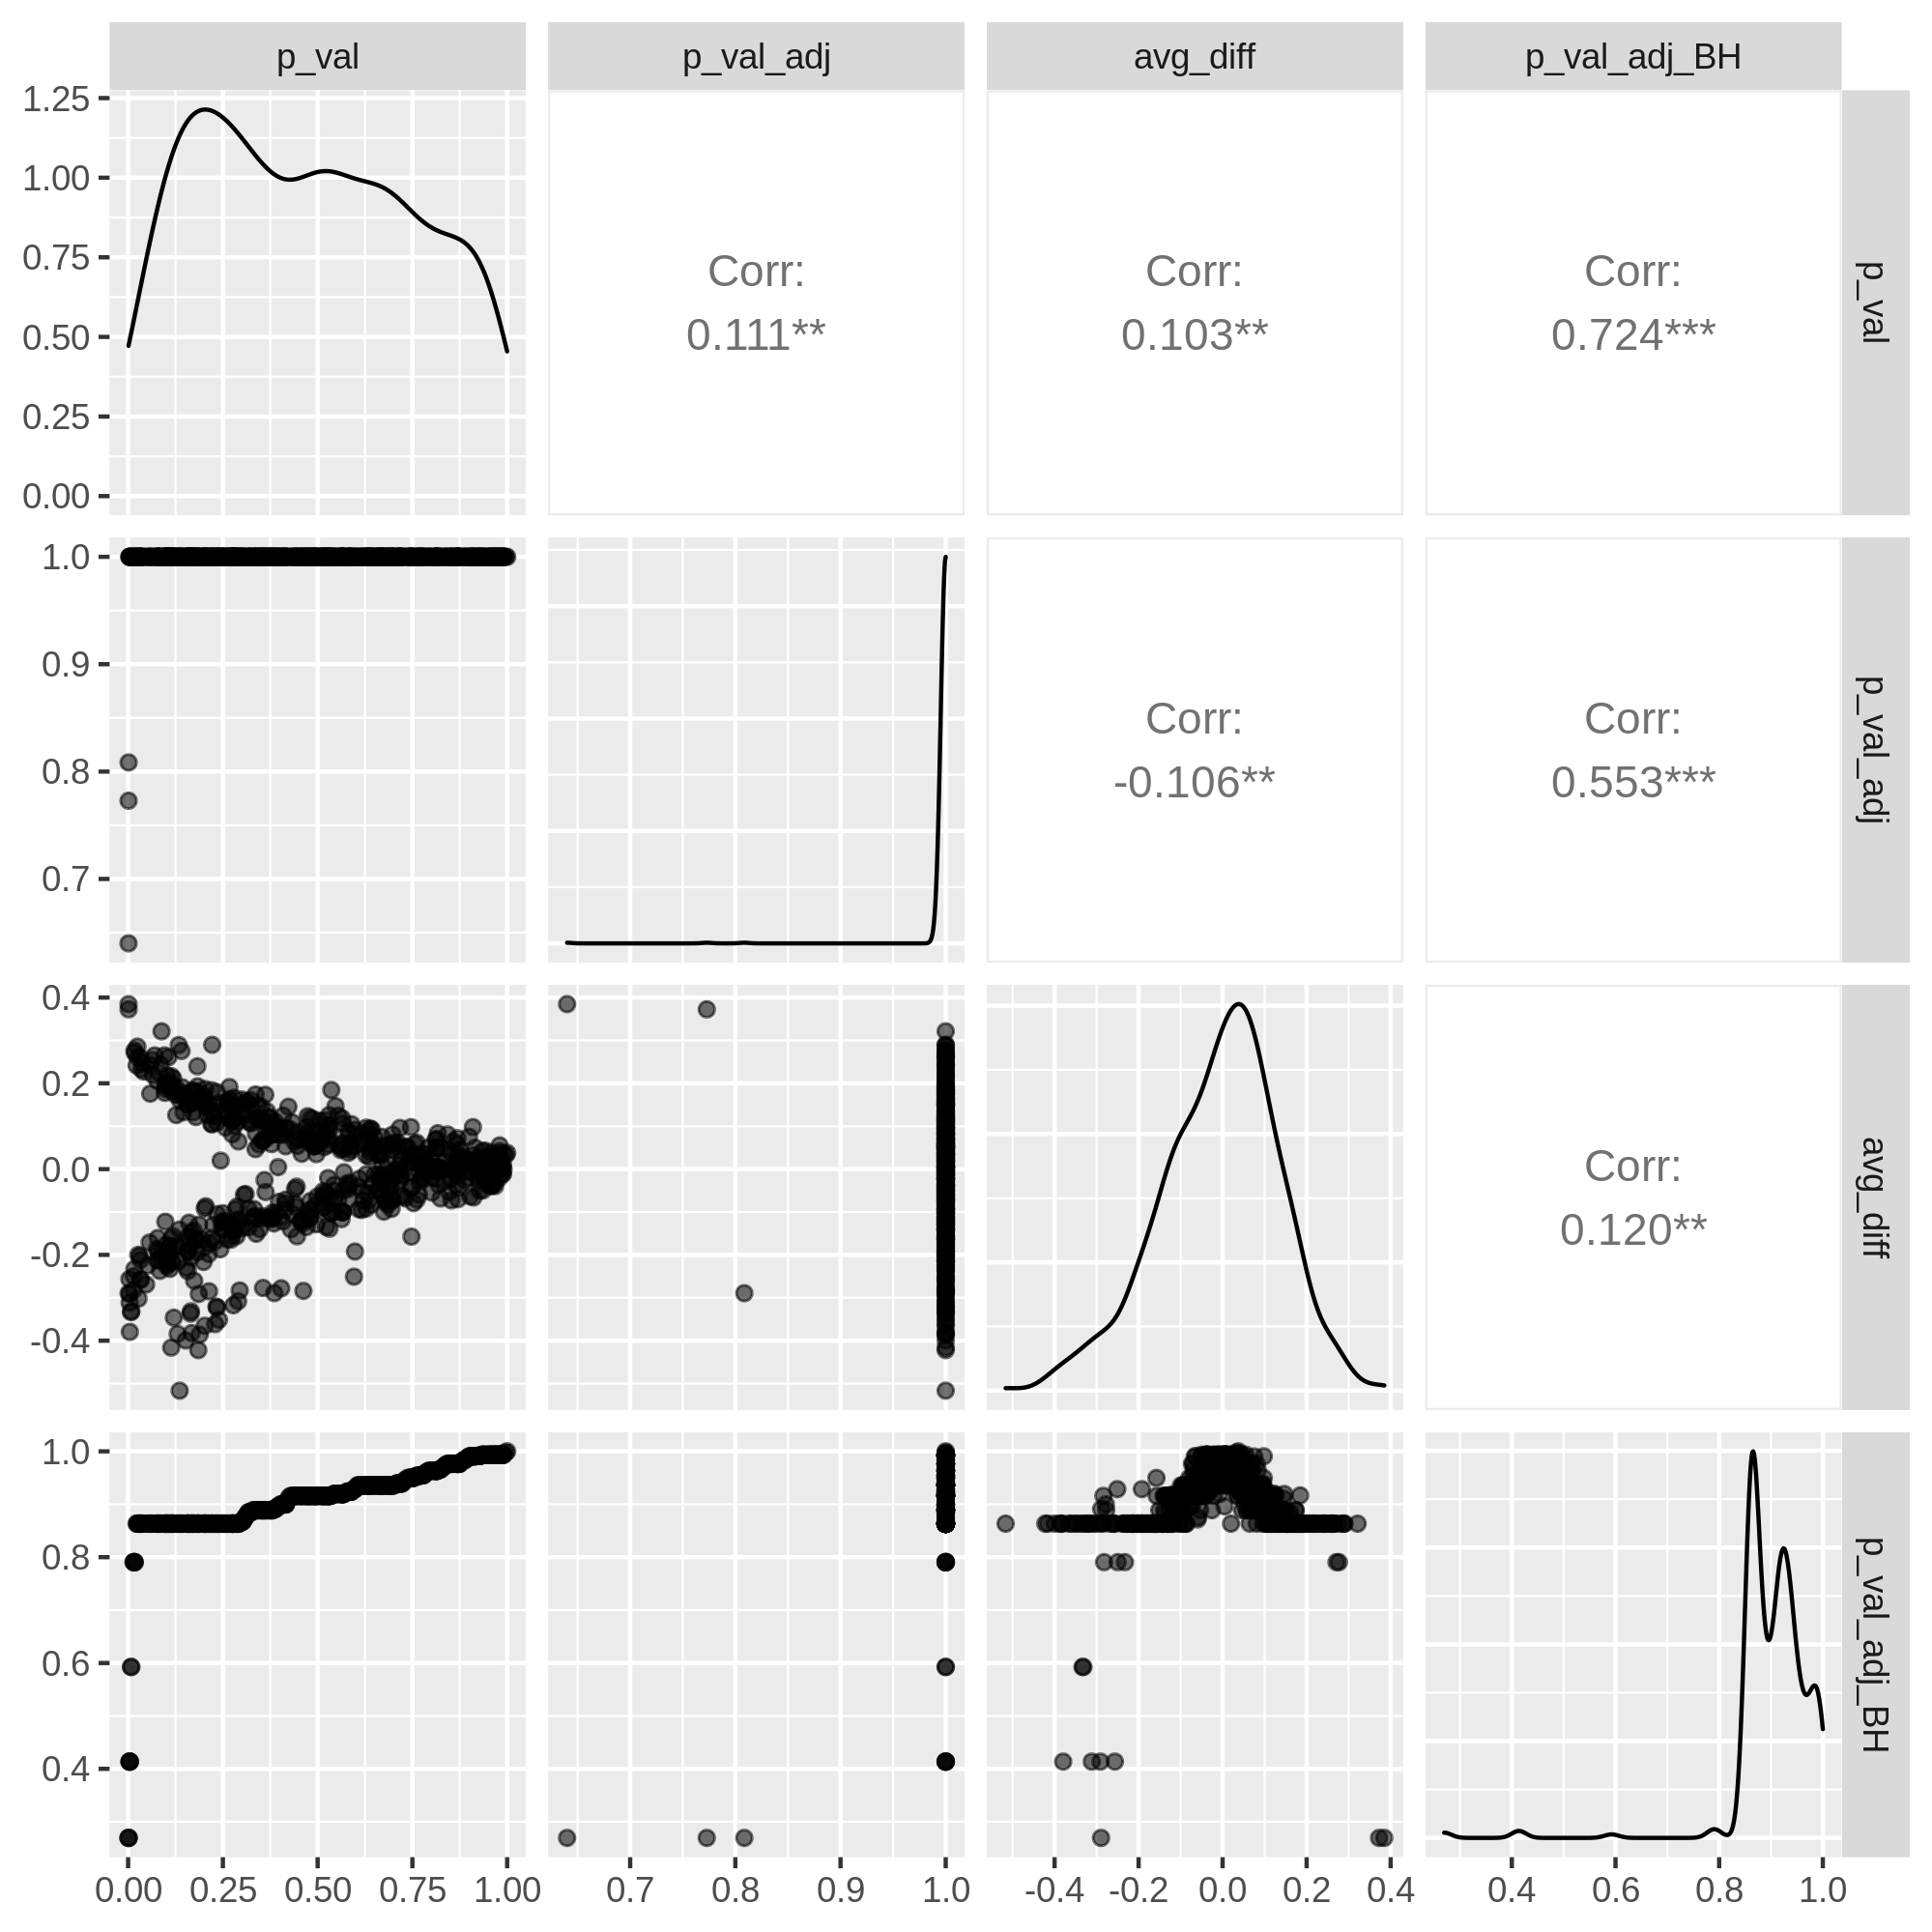 p_val
p_val_adj
avg_diff
p_val_adj_BH
1.25
1.00
0.75
0.50
0.25
0.00
Corr:
0.111**
Corr:
0.103**
Corr:
0.724***
p_val
1.0
0.9
0.8
0.7
Corr:
-0.106**
Corr:
0.553***
p_val_adj
0.4
0.2
0.0
-0.2
-0.4
Corr:
0.120**
avg_diff
1.0
0.8
0.6
0.4
p_val_adj_BH
0.00 0.25 0.50 0.75 1.00
0.7 0.8 0.9 1.0
-0.4 -0.2 0.0 0.2 0.4
0.4 0.6 0.8 1.0